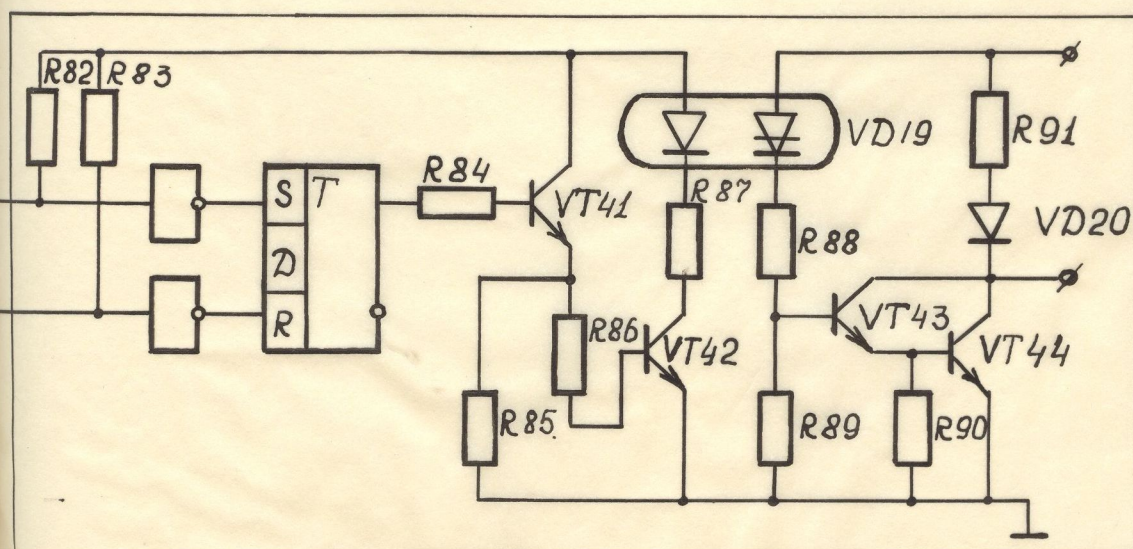 R82 R83
R84
VT41
S T
D
R
R85.
R86
VT42
R87
VD19
R88
VT43
R89
R90
R91
VD20
VT44